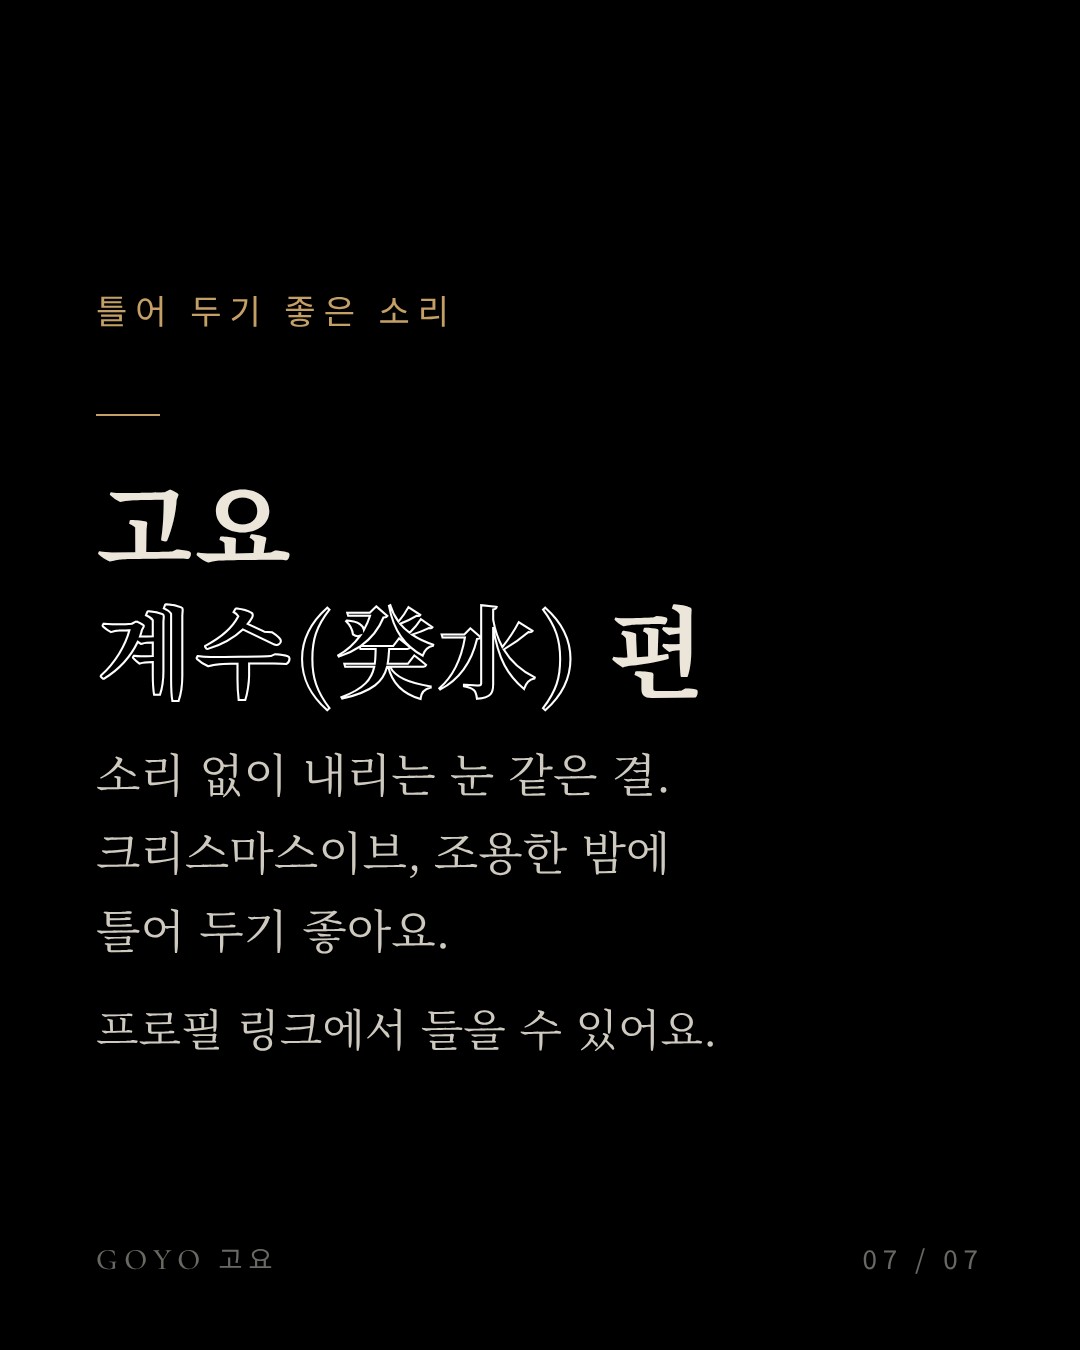 틀어 두기 좋은 소리
고요
계수(癸水) 편
소리 없이 내리는 눈 같은 결.
크리스마스이브, 조용한 밤에
틀어 두기 좋아요.
프로필 링크에서 들을 수 있어요.
GOYO 고요
07 / 07